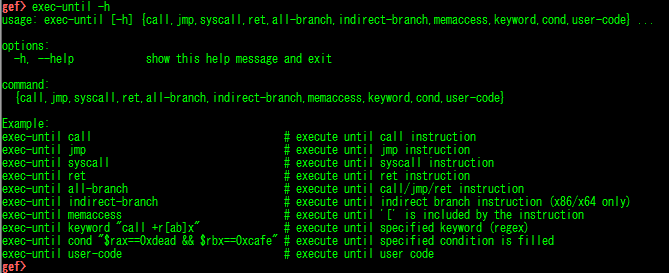 gef> exec-until -h
usage: exec-until [-h] {call,jmp,syscall,ret,all-branch,indirect-branch,memaccess,keyword,cond,user-code} ...
options:
-h, --help show this help message and exit
command:
{call,jmp,syscall,ret,all-branch,indirect-branch,memaccess,keyword,cond,user-code}
Example:
exec-until call # execute until call instruction
exec-until jmp # execute until jmp instruction
exec-until syscall # execute until syscall instruction
exec-until ret # execute until ret instruction
exec-until all-branch # execute until call/jmp/ret instruction
exec-until indirect-branch # execute until indirect branch instruction (x86/x64 only)
exec-until memaccess # execute until '[' is included by the instruction
exec-until keyword "call +r[ab]x" # execute until specified keyword (regex)
exec-until cond "$rax==0xdead && $rbx==0xcafe" # execute until specified condition is filled
exec-until user-code # execute until user code
gef>